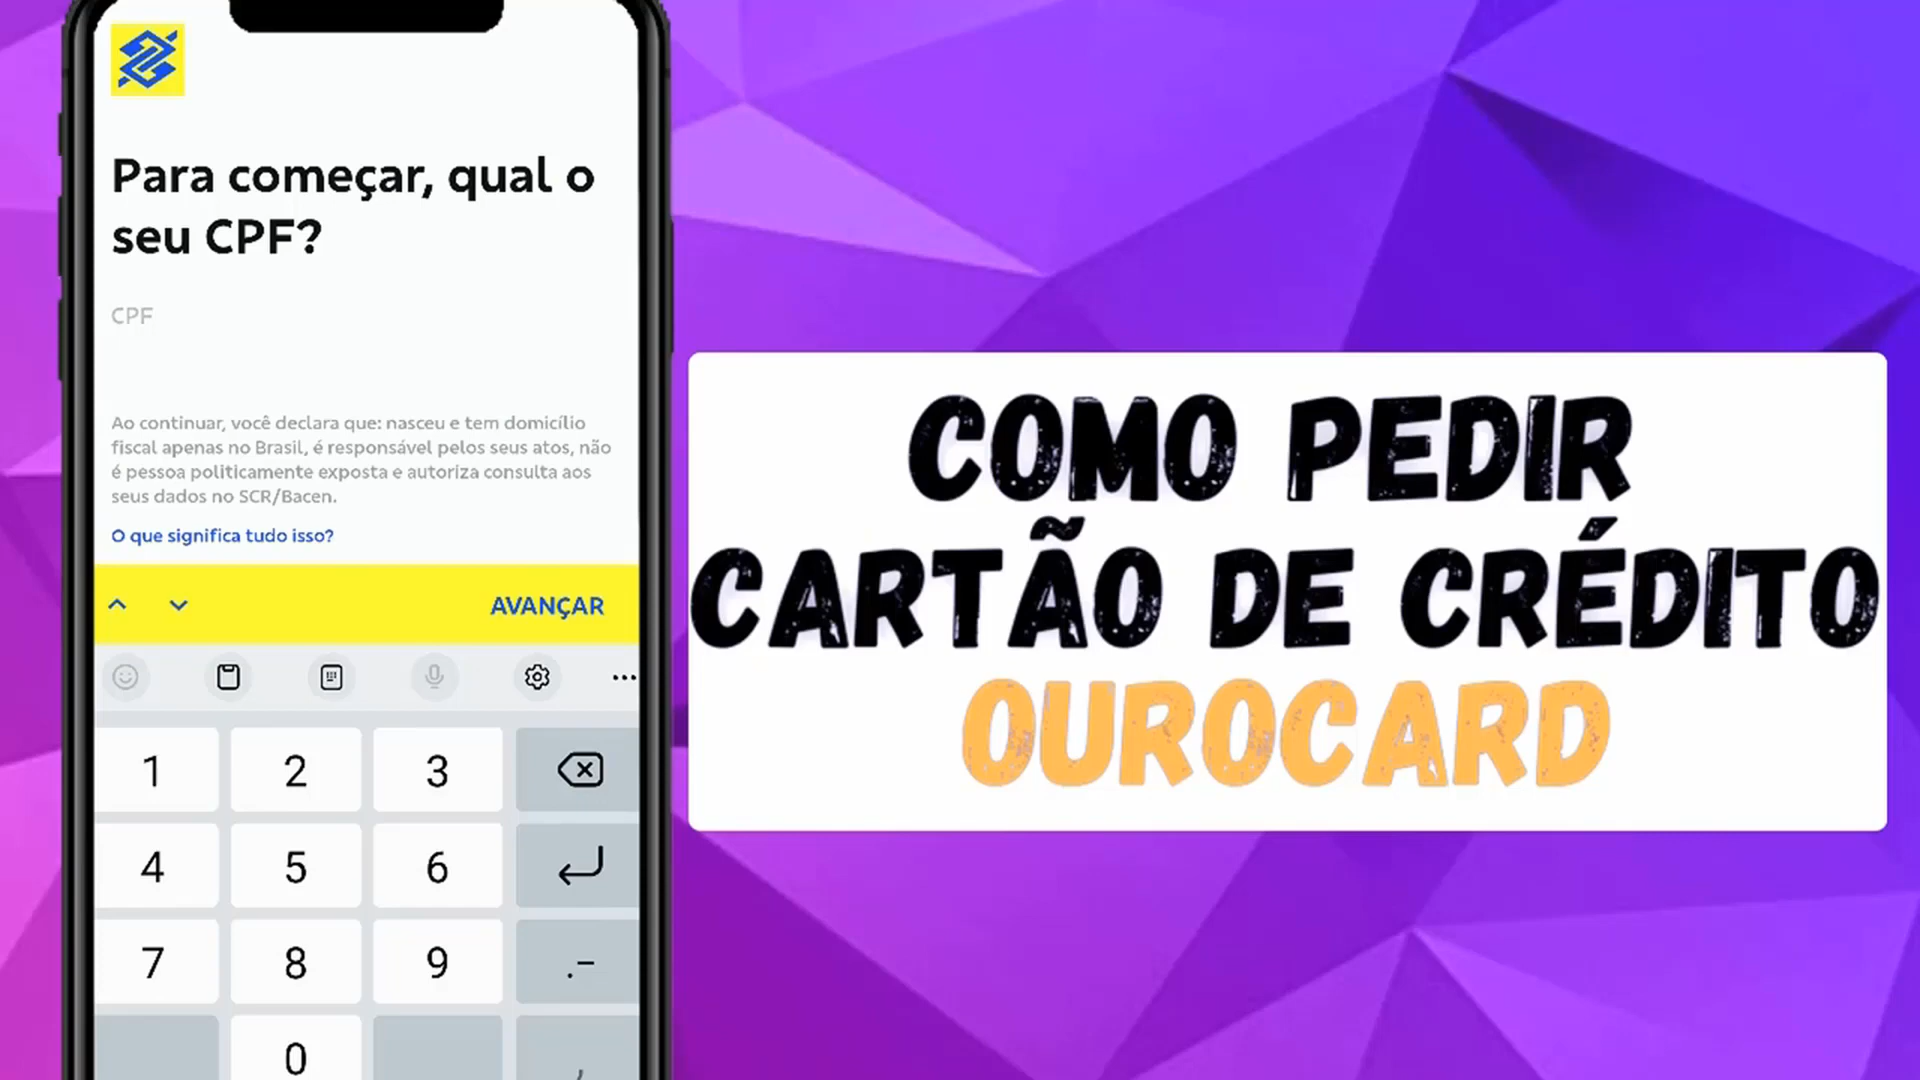 Para começar, qual o
seu CPF?
CPF
Ao continuar, você declara que: nasceu e tem domicílio
fiscal apenas no Brasil, é responsável pelos seus atos, não
é pessoa politicamente exposta e autoriza consulta aos
seus dados no SCR/Bacen.
O que significa tudo isso?
AVANÇAR
1 2 3
4 5 6
7 8 9 .-
0 ,
COMO PEDIR
CARTÃO DE CRÉDITO
OUROCARD